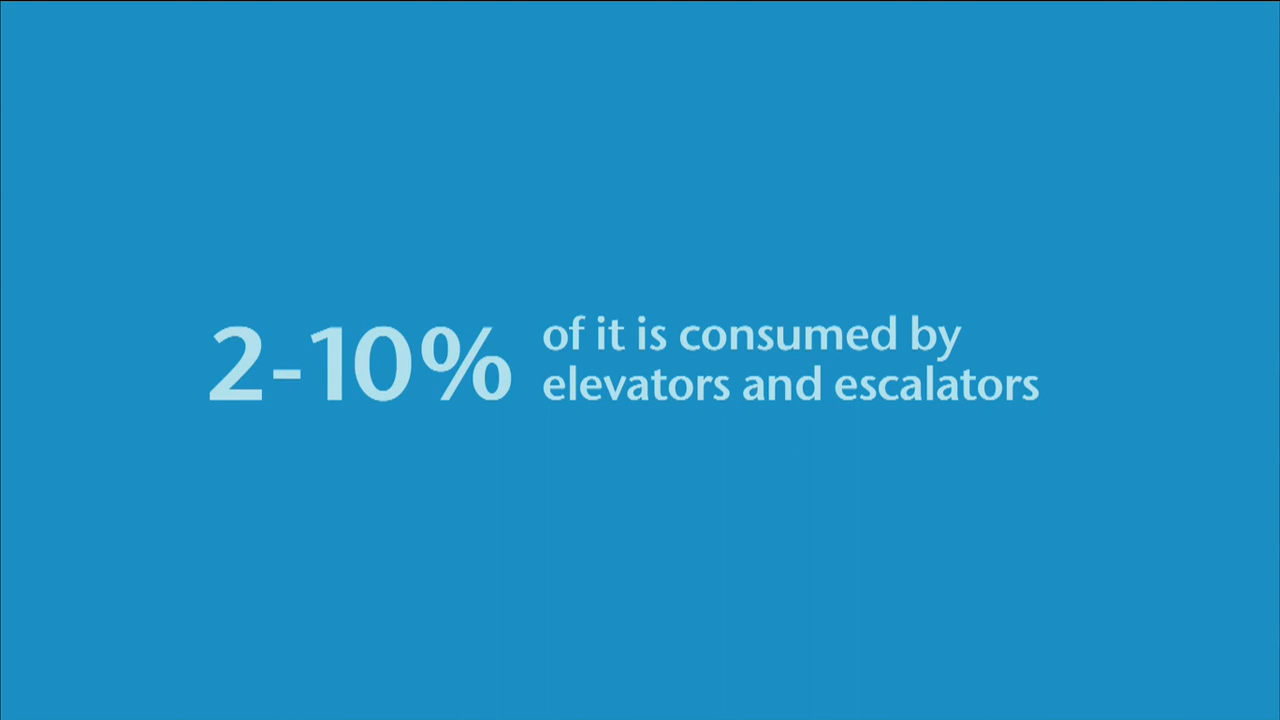 2-10%
of it is consumed by
elevators and escalators